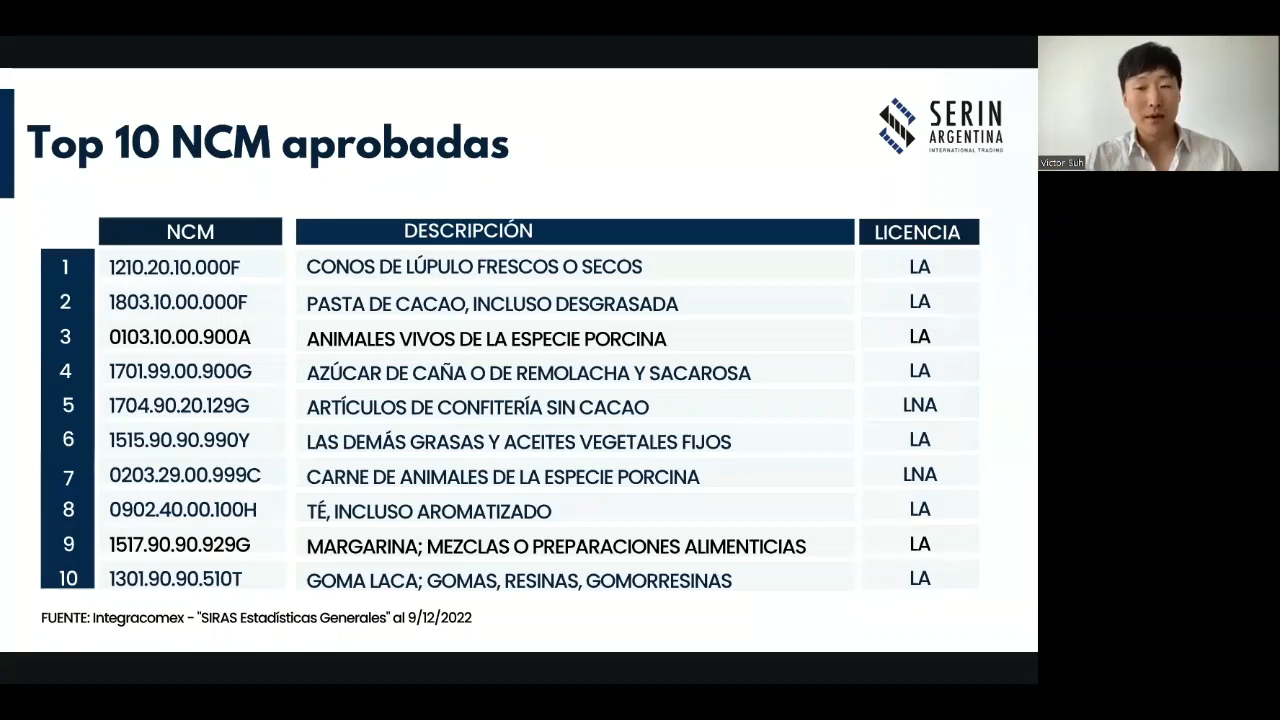 Top 10 NCM aprobadas
SERIN
ARGENTINA
INTERNATIONAL TRADING
Victor Suh
NCM DESCRIPCIÓN LICENCIA
1 1210.20.10.000F CONOS DE LÚPULO FRESCOS O SECOS LA
2 1803.10.00.000F PASTA DE CACAO, INCLUSO DESGRASADA LA
3 0103.10.00.900A ANIMALES VIVOS DE LA ESPECIE PORCINA LA
4 1701.99.00.900G AZÚCAR DE CAÑA O DE REMOLACHA Y SACAROSA LA
5 1704.90.20.129G ARTÍCULOS DE CONFITERÍA SIN CACAO LNA
6 1515.90.90.990Y LAS DEMÁS GRASAS Y ACEITES VEGETALES FIJOS LA
7 0203.29.00.999C CARNE DE ANIMALES DE LA ESPECIE PORCINA LNA
8 0902.40.00.100H TÉ, INCLUSO AROMATIZADO LA
9 1517.90.90.929G MARGARINA; MEZCLAS O PREPARACIONES ALIMENTICIAS LA
10 1301.90.90.510T GOMA LACA; GOMAS, RESINAS, GOMORRESINAS LA
FUENTE: Integracomex - "SIRAS Estadísticas Generales" al 9/12/2022